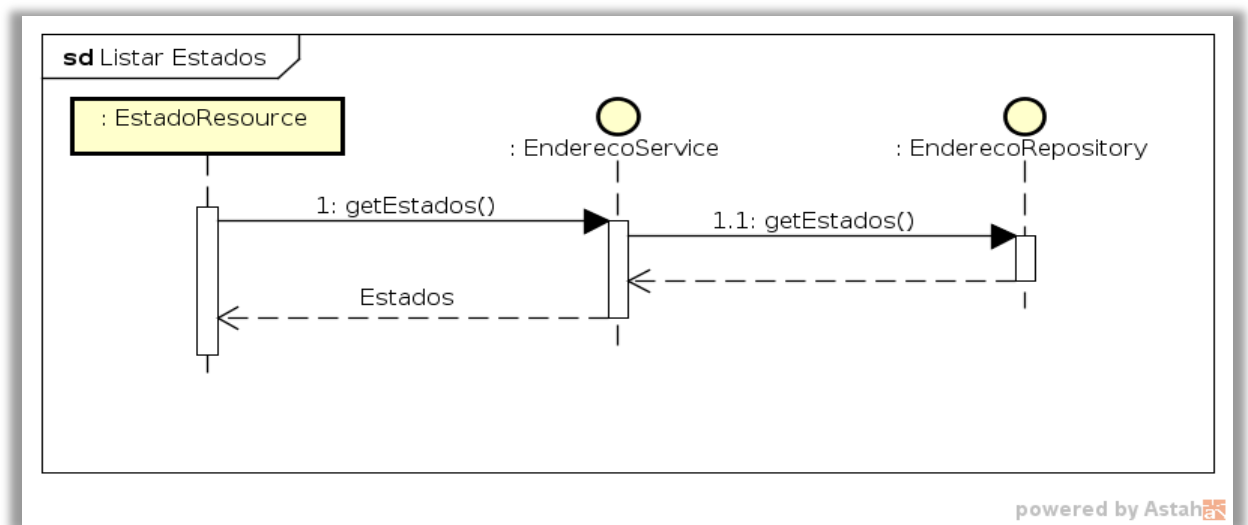 sd Listar Estados
: EstadoResource
: EnderecoService
: EnderecoRepository
1: getEstados()
1.1: getEstados()
Estados
powered by Astah